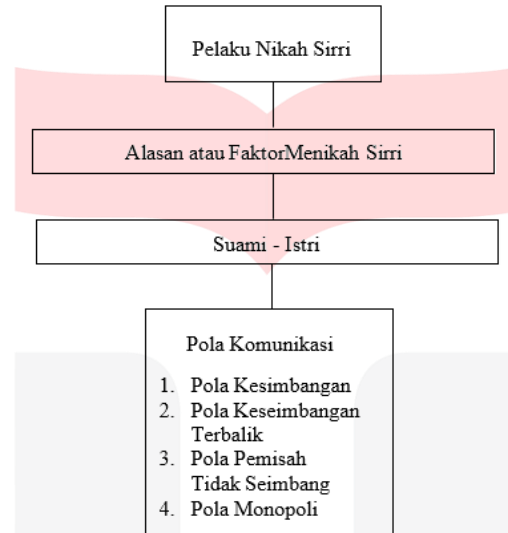 Pelaku Nikah Sirri
Alasan atau FaktorMenikah Sirri
Suami - Istri
Pola Komunikasi
1. Pola Kesimbangan
2. Pola Keseimbangan
Terbalik
3. Pola Pemisah
Tidak Seimbang
4. Pola Monopoli